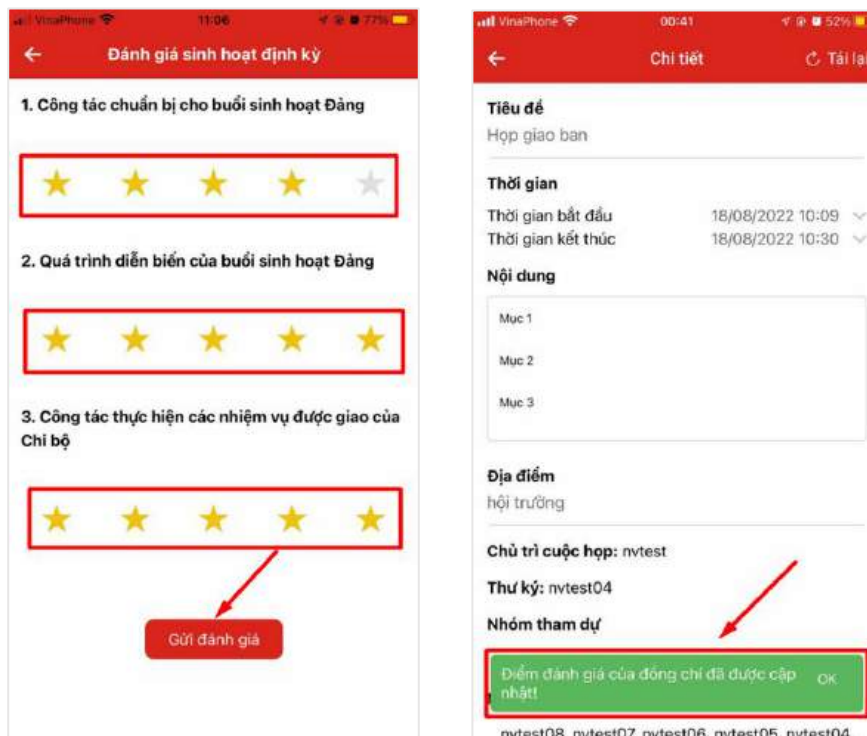 VinaPhone 11:06 77%
Đánh giá sinh hoạt định kỳ
1. Công tác chuẩn bị cho buổi sinh hoạt Đảng
2. Quá trình diễn biến của buổi sinh hoạt Đảng
3. Công tác thực hiện các nhiệm vụ được giao của
Chi bộ
Gửi đánh giá
VinaPhone 00:41 52%
Chi tiết Tải lại
Tiêu đề
Họp giao ban
Thời gian
Thời gian bắt đầu 18/08/2022 10:09
Thời gian kết thúc 18/08/2022 10:30
Nội dung
Mục 1
Mục 2
Mục 3
Địa điểm
hội trường
Chủ trì cuộc họp: nvtest
Thư ký: nvtest04
Nhóm tham dự
Điểm đánh giá của đồng chí đã được cập OK
nhật!
nvtest08, nvtest07, nvtest06, nvtest05, nvtest04